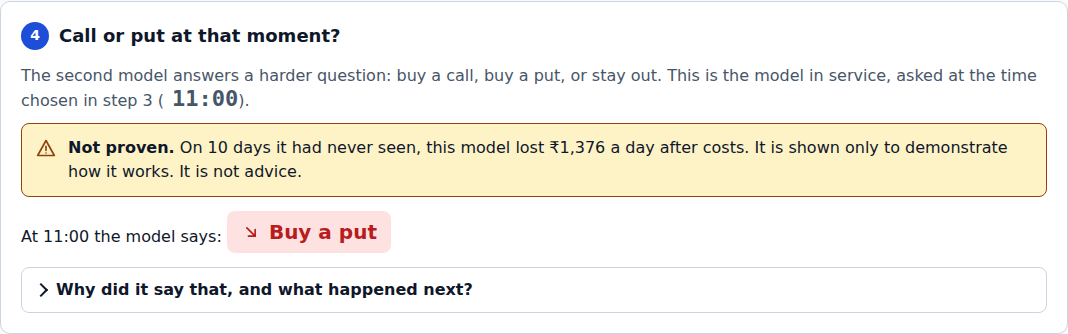 4 Call or put at that moment?
The second model answers a harder question: buy a call, buy a put, or stay out. This is the model in service, asked at the time
chosen in step 3 ( 11:00).
Not proven. On 10 days it had never seen, this model lost ₹1,376 a day after costs. It is shown only to demonstrate
how it works. It is not advice.
At 11:00 the model says: Buy a put
Why did it say that, and what happened next?